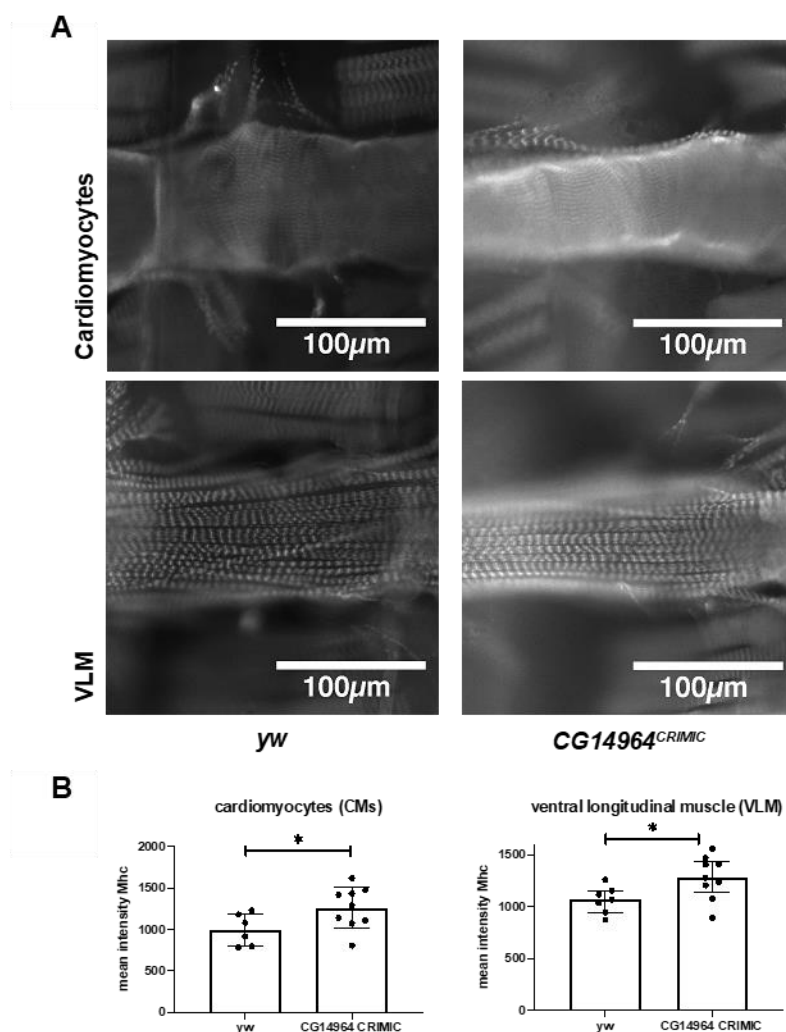 A
Cardiomyocytes
100µm
100µm
VLM
100µm
100µm
yw
CG14964CRIMIC
B
cardiomyocytes (CMs)
mean intensity Mhc
2000
1500
1000
500
0
*
yw
CG14964 CRIMIC
ventral longitudinal muscle (VLM)
mean intensity Mhc
1500
1000
500
0
*
yw
CG14964 CRIMIC